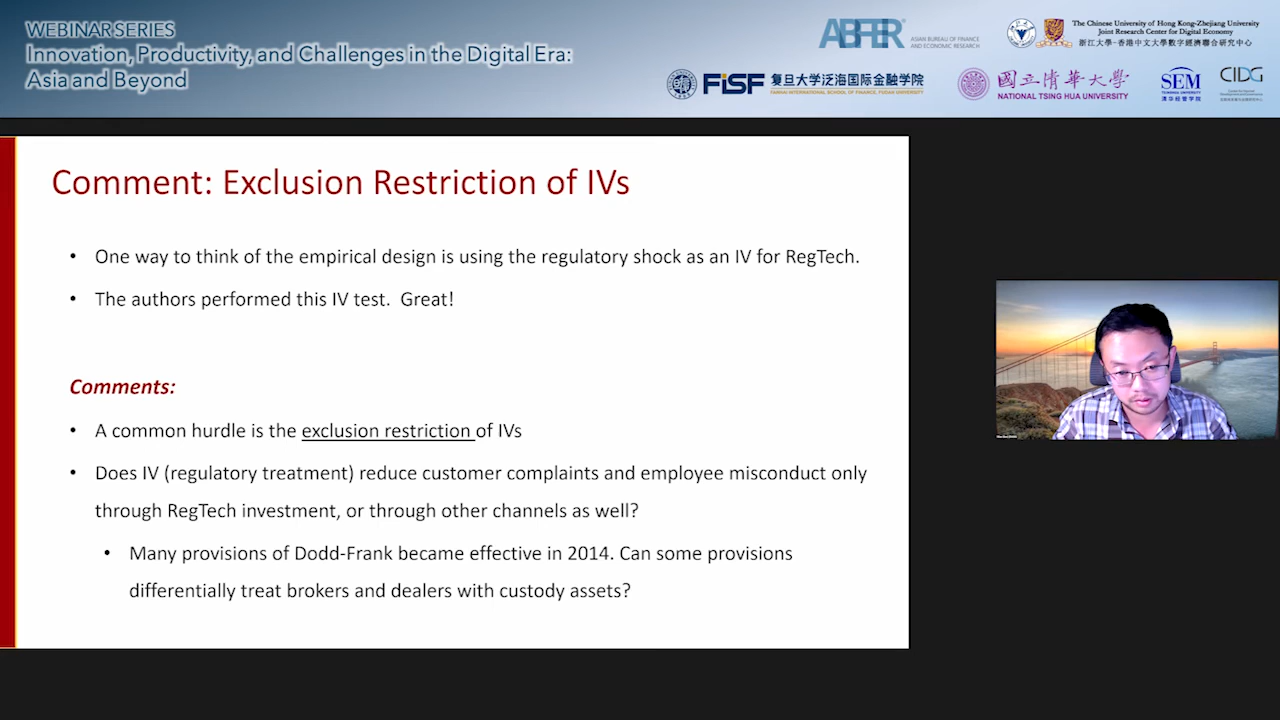 WEBINAR SERIES
Innovation, Productivity, and Challenges in the Digital Era:
Asia and Beyond
ABFER
ASIAN BUREAU OF FINANCE
AND ECONOMIC RESEARCH
The Chinese University of Hong Kong-Zhejiang University
Joint Research Center for Digital Economy
浙江大學-香港中文大學數字經濟聯合研究中心
FISF 复旦大学泛海国际金融学院
FANHAI INTERNATIONAL SCHOOL OF FINANCE, FUDAN UNIVERSITY
國立清華大學
NATIONAL TSING HUA UNIVERSITY
SEM
TSINGHUA UNIVERSITY
清华经管学院
CIDG
Comment: Exclusion Restriction of IVs
• One way to think of the empirical design is using the regulatory shock as an IV for RegTech.
• The authors performed this IV test. Great!
Comments:
• A common hurdle is the exclusion restriction of IVs
• Does IV (regulatory treatment) reduce customer complaints and employee misconduct only
through RegTech investment, or through other channels as well?
• Many provisions of Dodd-Frank became effective in 2014. Can some provisions
differentially treat brokers and dealers with custody assets?